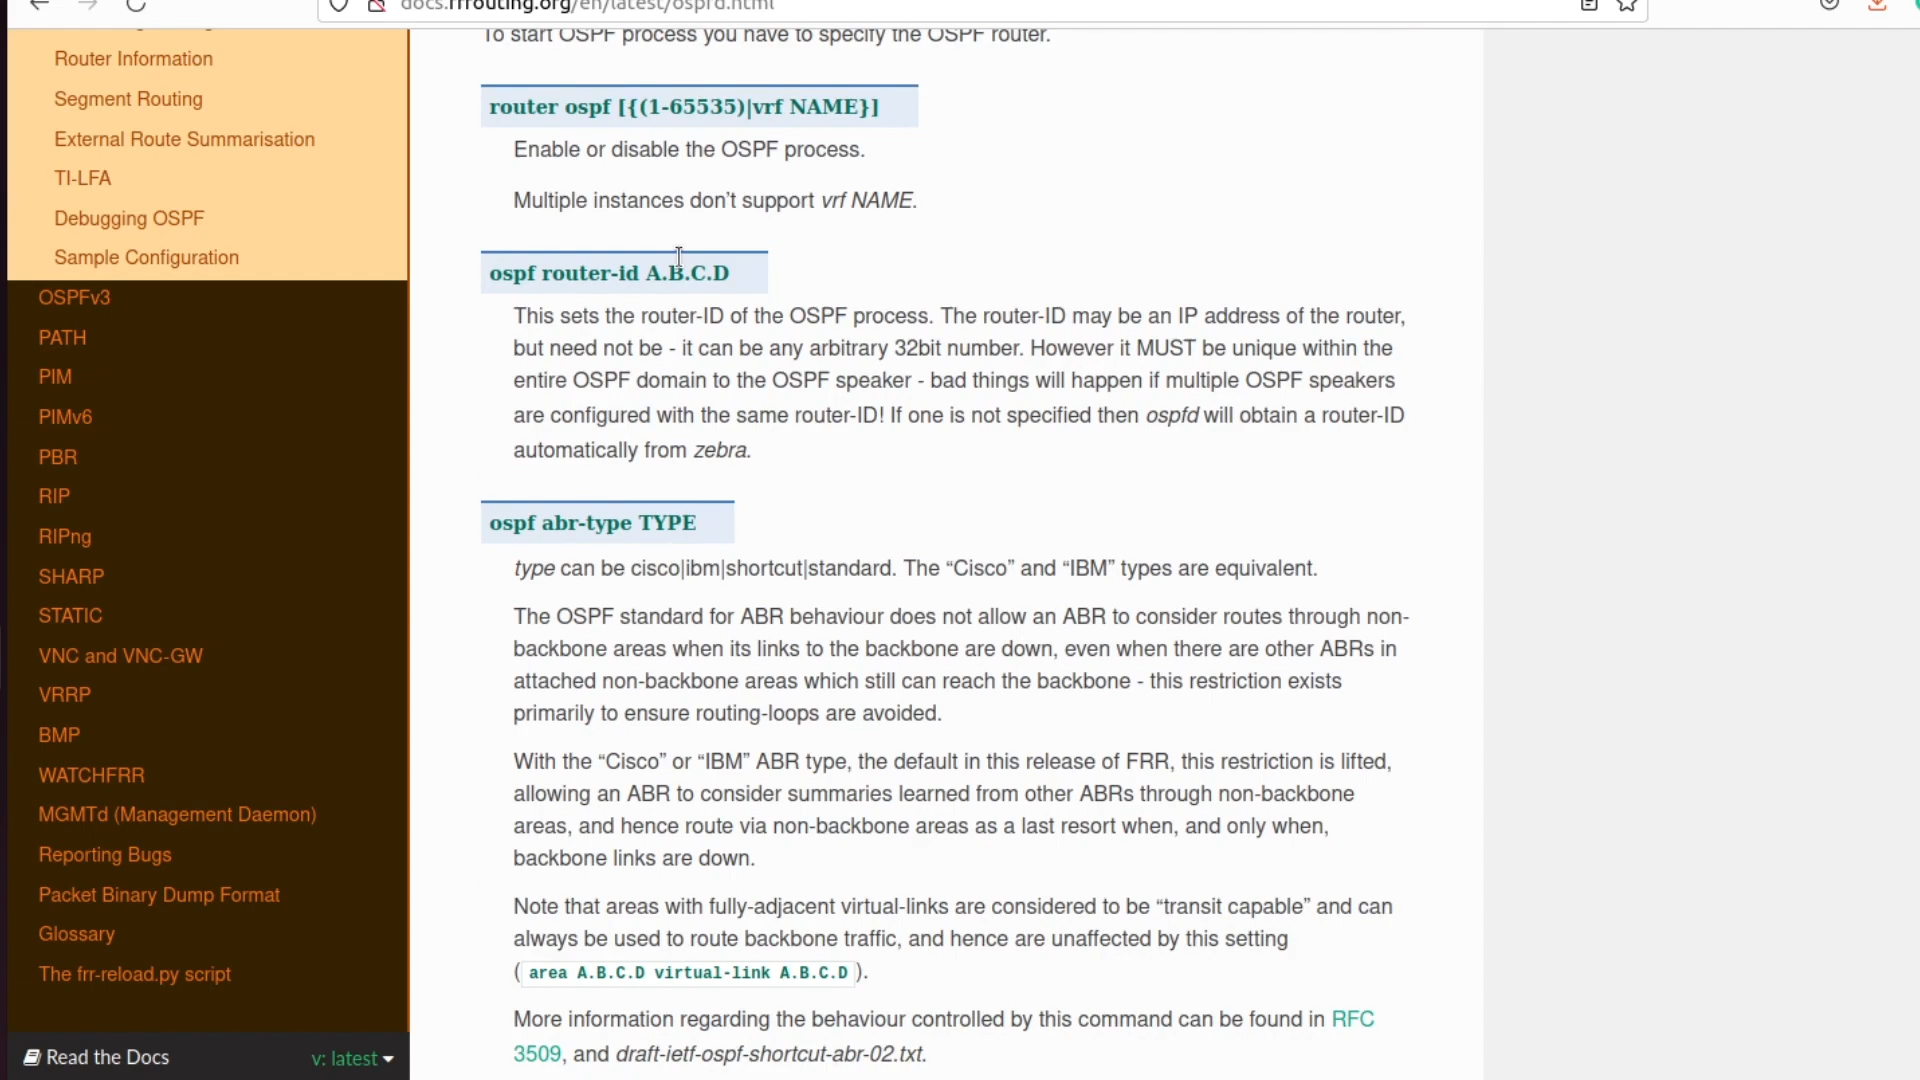 docs.frrouting.org/en/latest/ospfd.html
Router Information
Segment Routing
External Route Summarisation
TI-LFA
Debugging OSPF
Sample Configuration
OSPFv3
PATH
PIM
PIMv6
PBR
RIP
RIPng
SHARP
STATIC
VNC and VNC-GW
VRRP
BMP
WATCHFRR
MGMTd (Management Daemon)
Reporting Bugs
Packet Binary Dump Format
Glossary
The frr-reload.py script
Read the Docs
v: latest
To start OSPF process you have to specify the OSPF router.
router ospf [{(1-65535)|vrf NAME}]
Enable or disable the OSPF process.
Multiple instances don’t support vrf NAME.
ospf router-id A.B.C.D
This sets the router-ID of the OSPF process. The router-ID may be an IP address of the router,
but need not be - it can be any arbitrary 32bit number. However it MUST be unique within the
entire OSPF domain to the OSPF speaker - bad things will happen if multiple OSPF speakers
are configured with the same router-ID! If one is not specified then ospfd will obtain a router-ID
automatically from zebra.
ospf abr-type TYPE
type can be cisco|ibm|shortcut|standard. The “Cisco” and “IBM” types are equivalent.
The OSPF standard for ABR behaviour does not allow an ABR to consider routes through non-
backbone areas when its links to the backbone are down, even when there are other ABRs in
attached non-backbone areas which still can reach the backbone - this restriction exists
primarily to ensure routing-loops are avoided.
With the “Cisco” or “IBM” ABR type, the default in this release of FRR, this restriction is lifted,
allowing an ABR to consider summaries learned from other ABRs through non-backbone
areas, and hence route via non-backbone areas as a last resort when, and only when,
backbone links are down.
Note that areas with fully-adjacent virtual-links are considered to be “transit capable” and can
always be used to route backbone traffic, and hence are unaffected by this setting
(area A.B.C.D virtual-link A.B.C.D).
More information regarding the behaviour controlled by this command can be found in RFC
3509, and draft-ietf-ospf-shortcut-abr-02.txt.